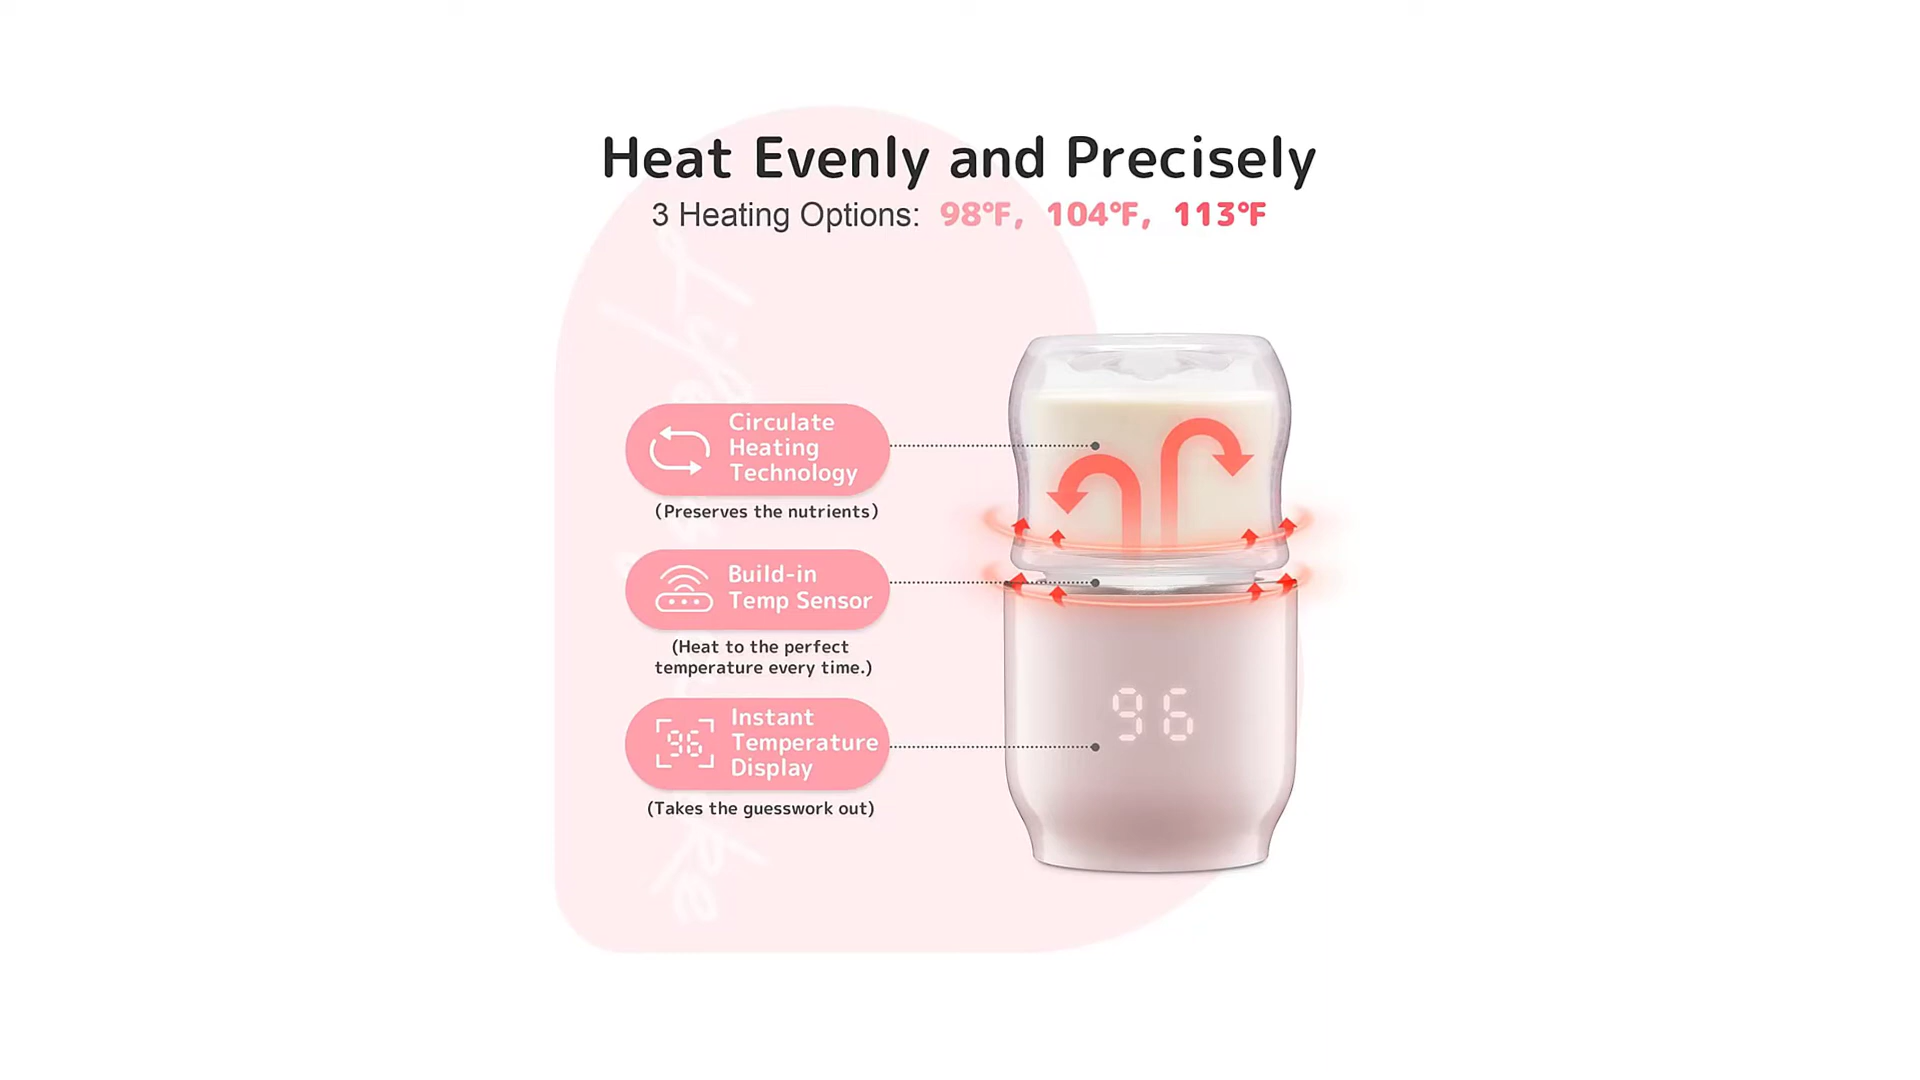 Heat Evenly and Precisely
3 Heating Options: 98°F, 104°F, 113°F
Circulate
Heating
Technology
(Preserves the nutrients)
Build-in
Temp Sensor
(Heat to the perfect
temperature every time.)
96
Instant
Temperature
Display
(Takes the guesswork out)
96